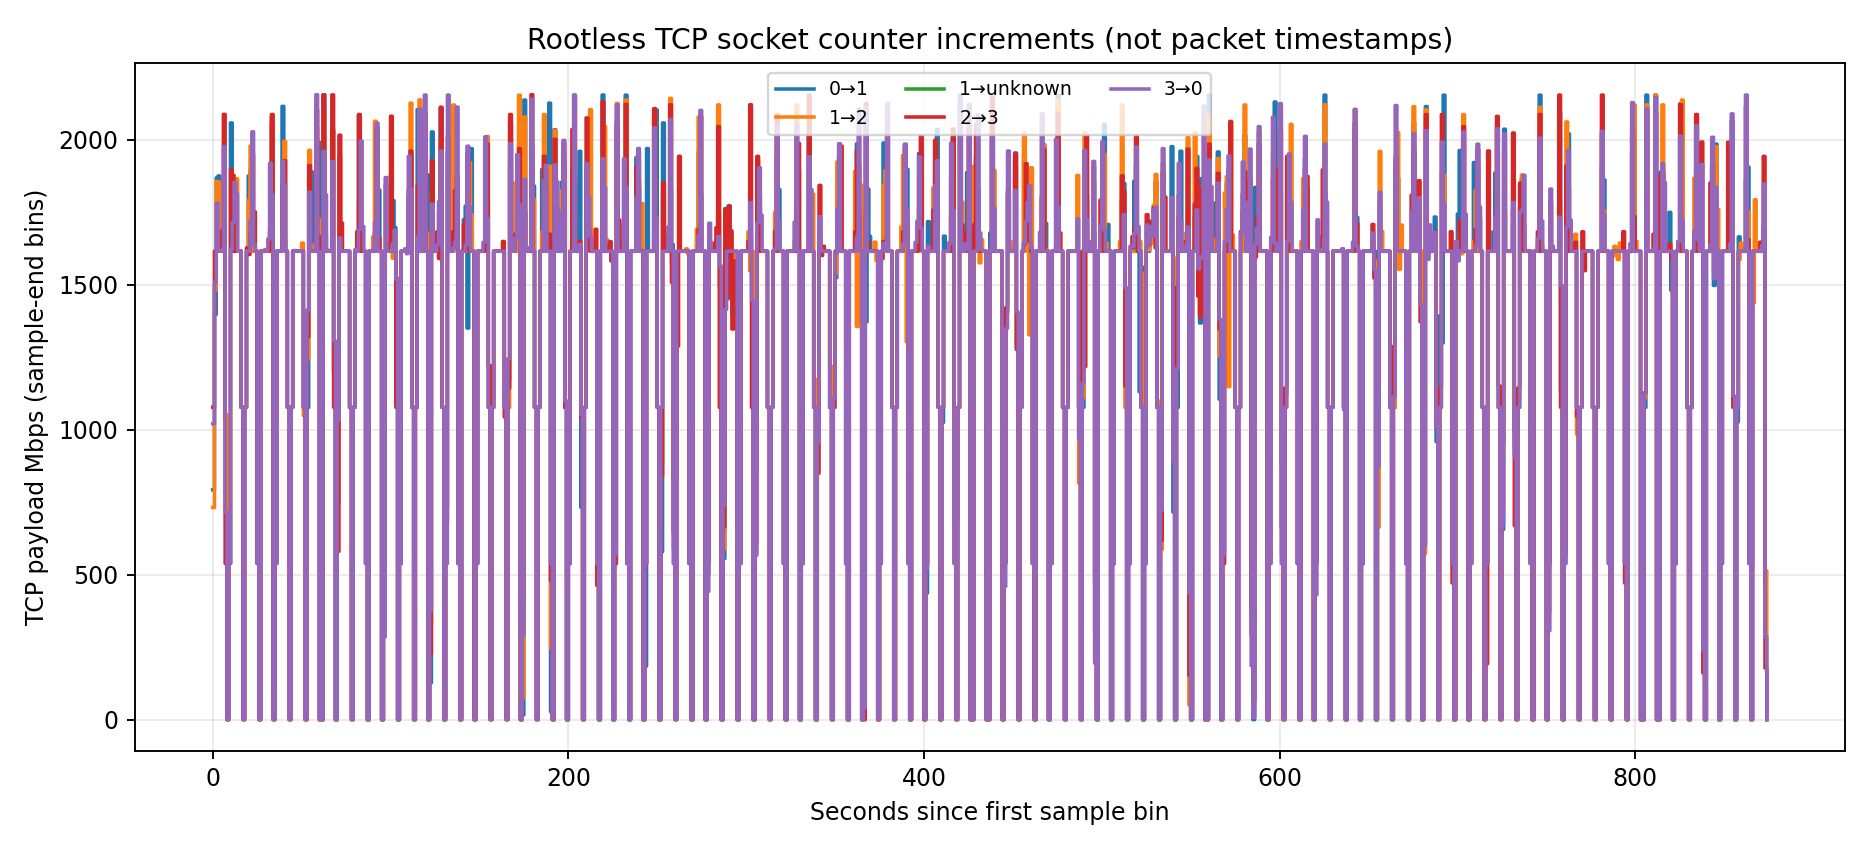 Rootless TCP socket counter increments (not packet timestamps)
0→1 1→unknown 3→0
1→2 2→3
TCP payload Mbps (sample-end bins)
2000
1500
1000
500
0
0 200 400 600 800
Seconds since first sample bin